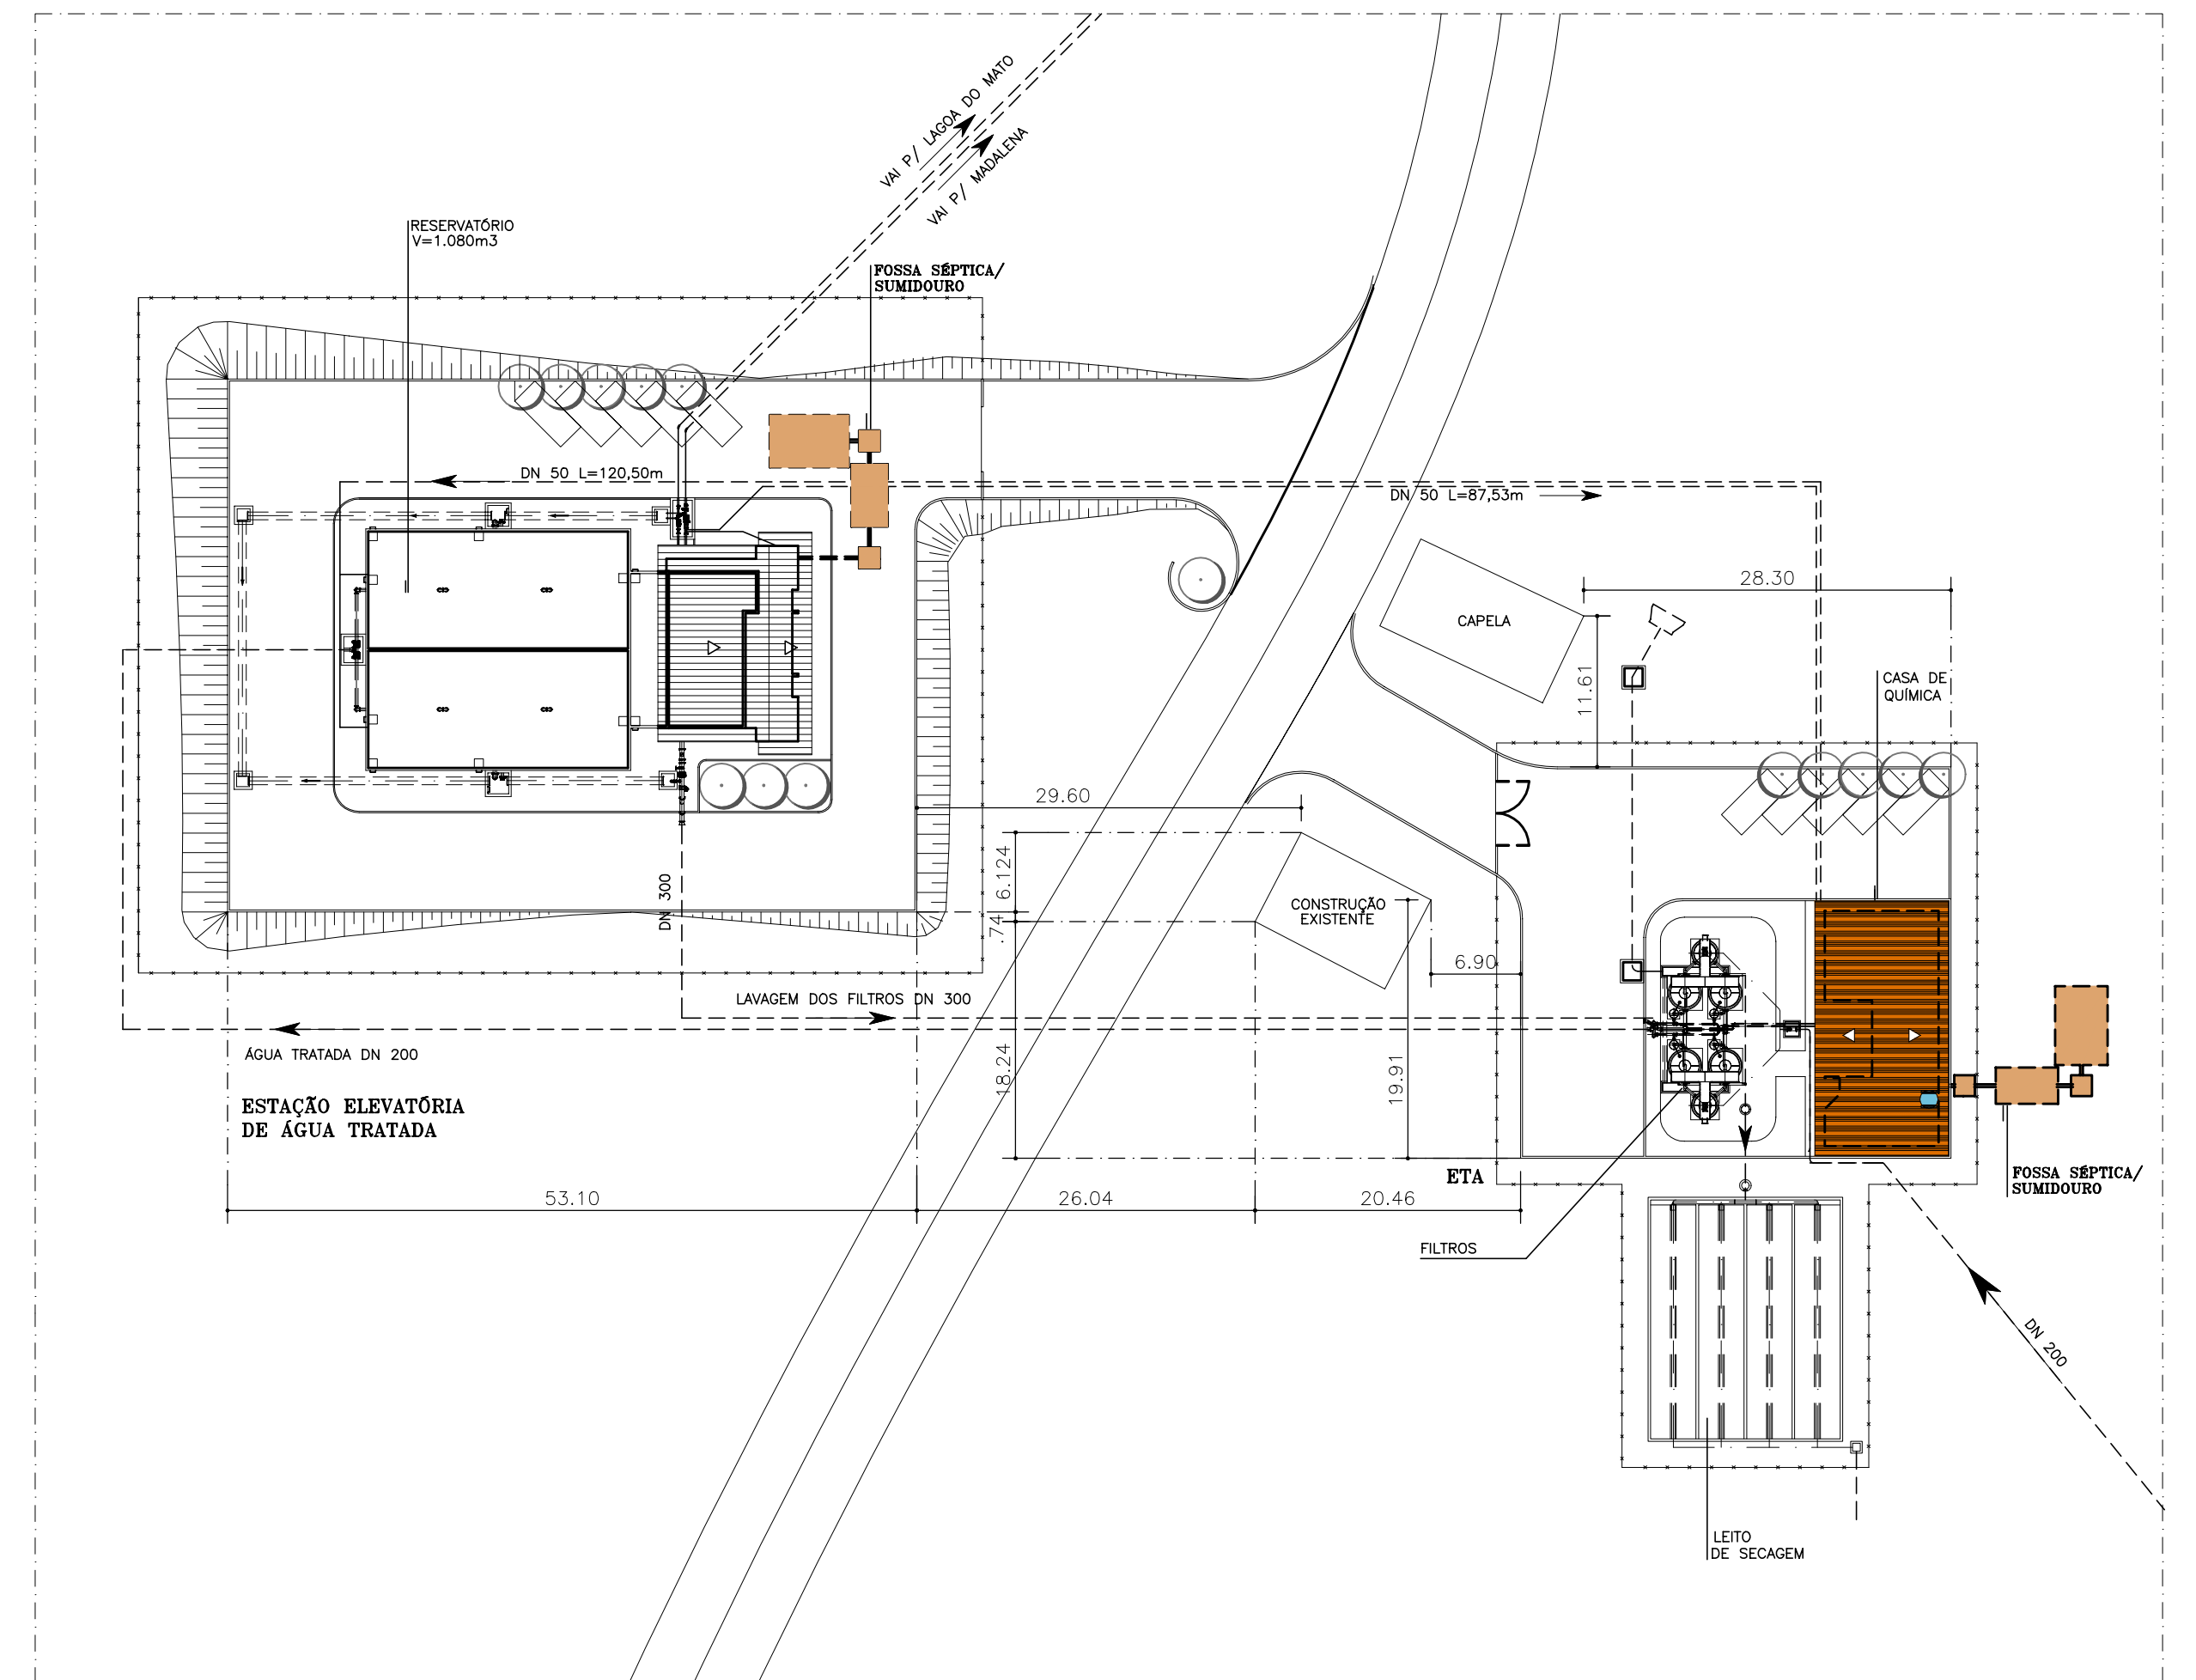 VAI P/ LAGOA DO MATO
VAI P/ MADALENA
RESERVATÓRIO
V=1.080m3
FOSSA SÉPTICA/
SUMIDOURO
DN 50 L=120,50m
DN 50 L=87,53m
28.30
CAPELA
11.61
CASA DE
QUÍMICA
29.60
6.124
.74
18.24
CONSTRUÇÃO
EXISTENTE
6.90
19.91
DN 300
LAVAGEM DOS FILTROS DN 300
ÁGUA TRATADA DN 200
ESTAÇÃO ELEVATÓRIA
DE ÁGUA TRATADA
ETA
FOSSA SÉPTICA/
SUMIDOURO
53.10
26.04
20.46
FILTROS
DN 200
LEITO
DE SECAGEM